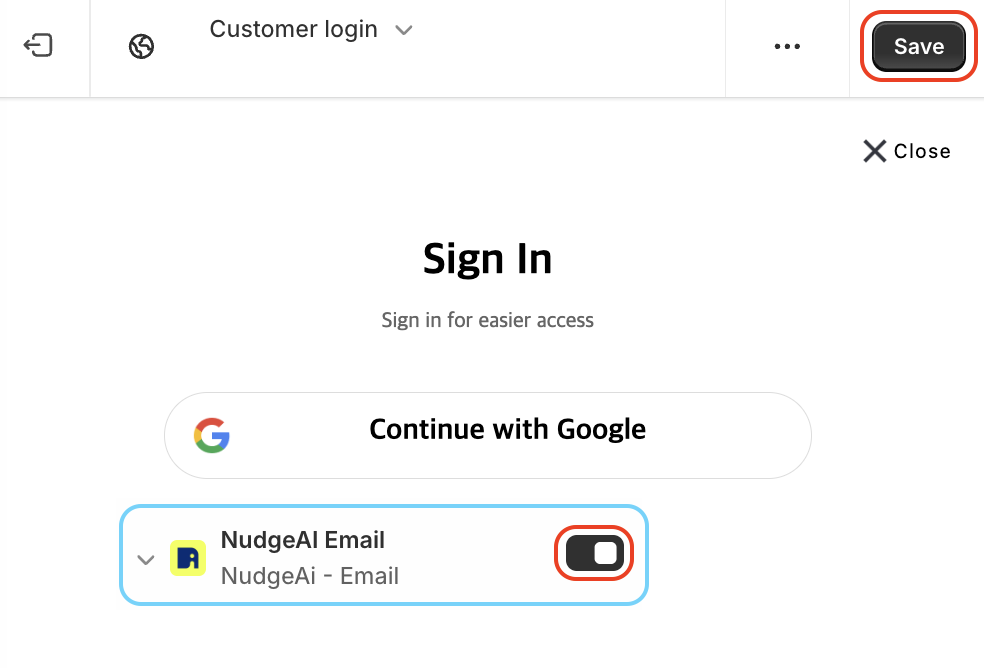 Customer login
Save
Close
Sign In
Sign in for easier access
Continue with Google
NudgeAI Email
NudgeAi - Email